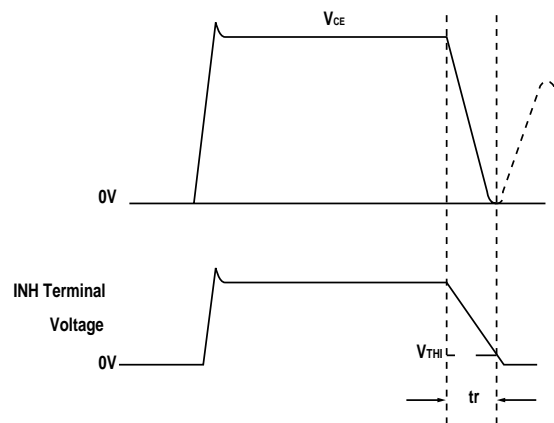 VCE
0V
INH Terminal
Voltage
VTHI
0V
tr